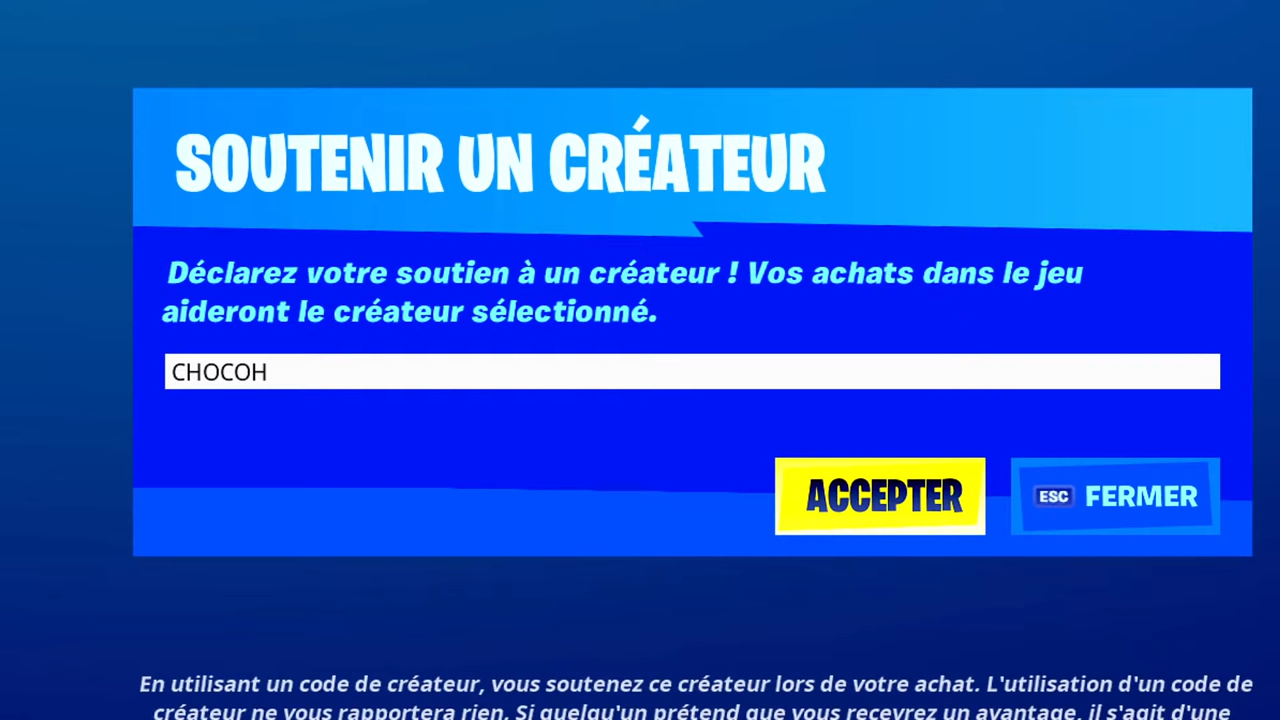 SOUTENIR UN CRÉATEUR
Déclarez votre soutien à un créateur ! Vos achats dans le jeu
aideront le créateur sélectionné.
CHOCOH
ACCEPTER
ESC FERMER
En utilisant un code de créateur, vous soutenez ce créateur lors de votre achat. L'utilisation d'un code de
créateur ne vous rapportera rien. Si quelqu'un prétend que vous recevrez un avantage, il s'agit d'une